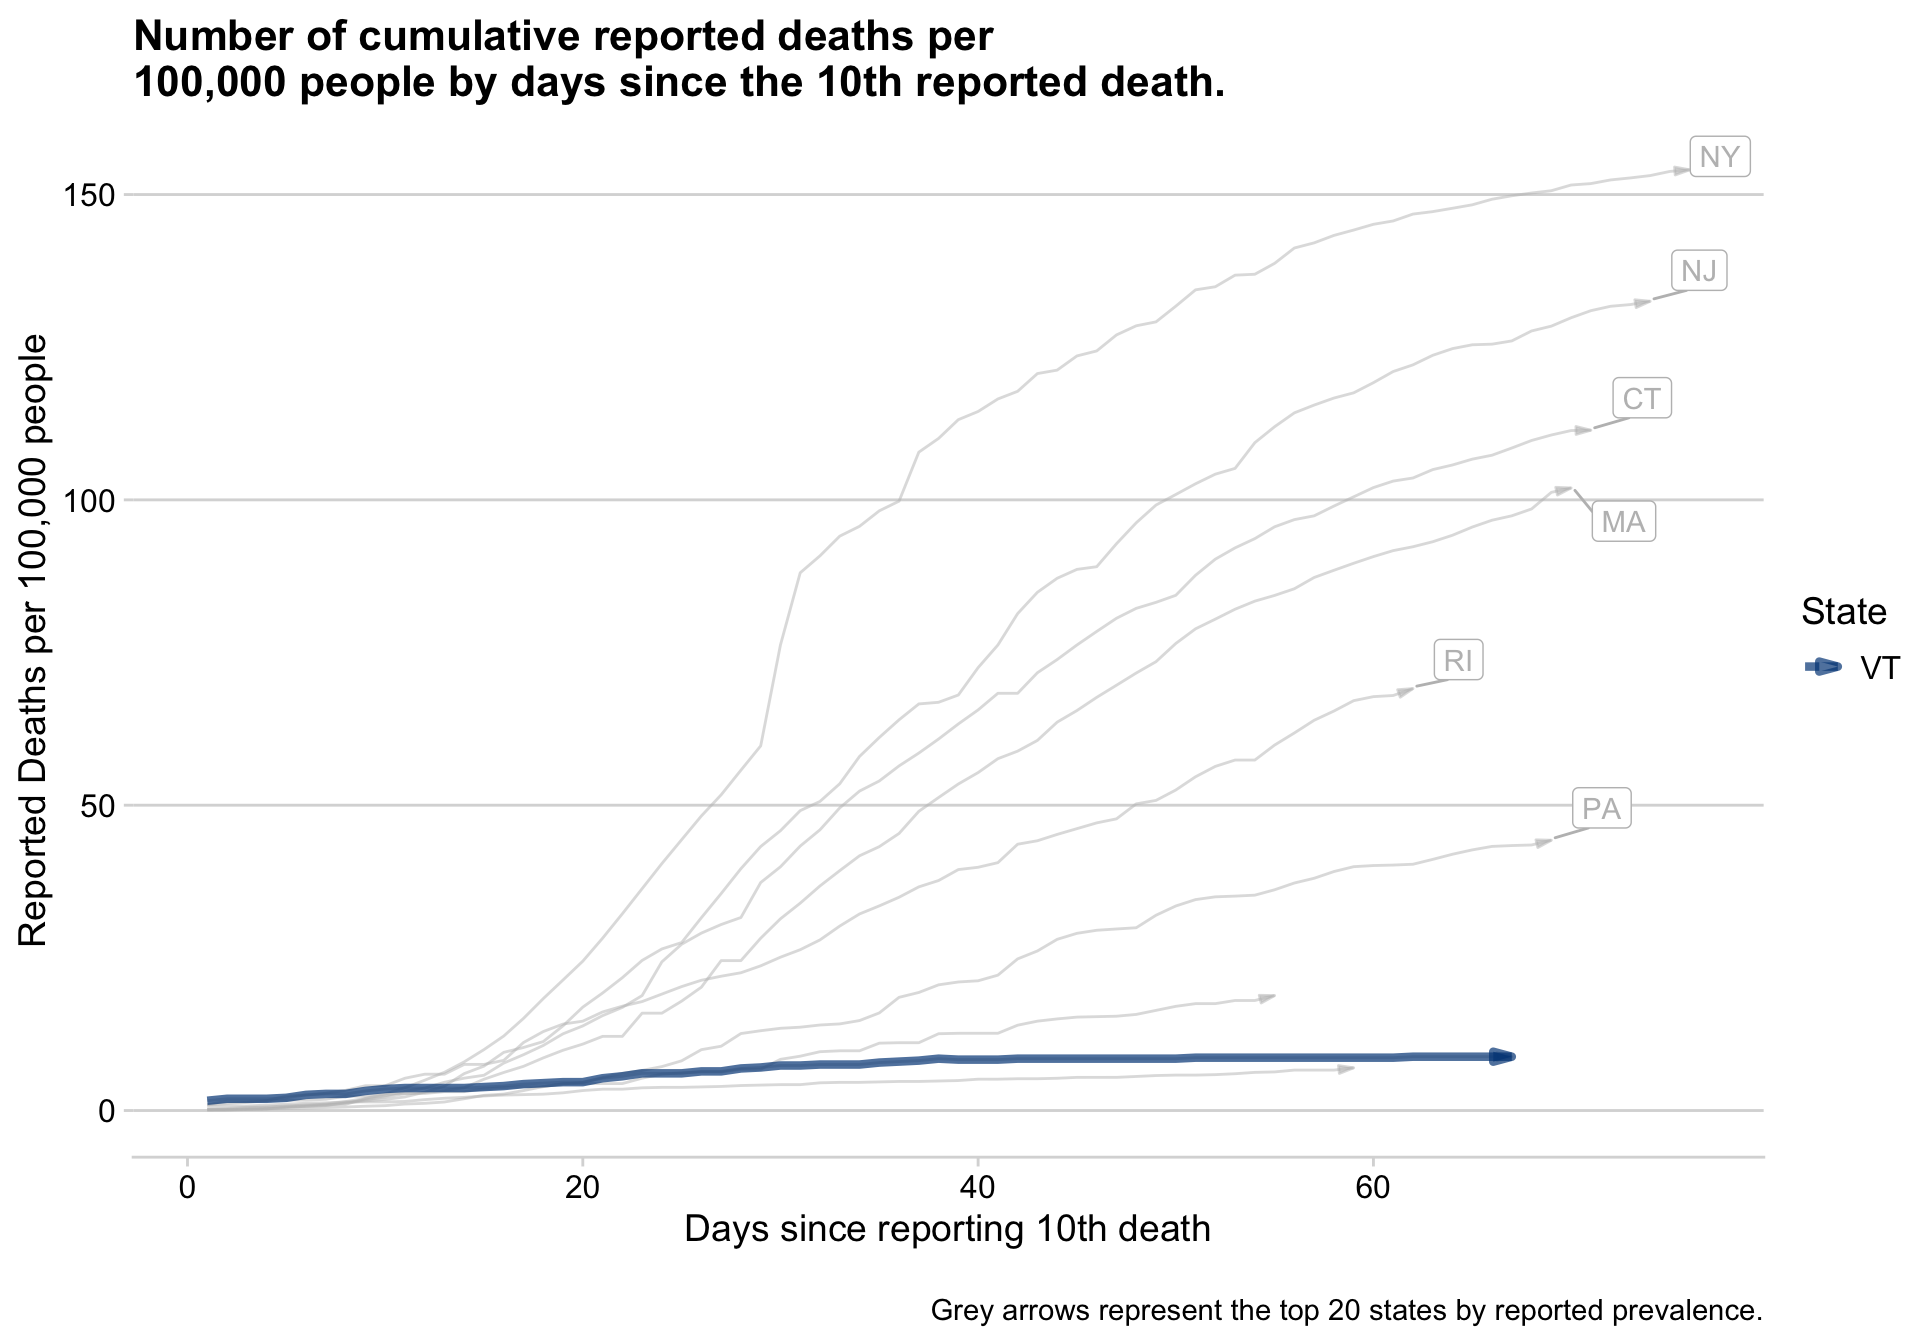 Number of cumulative reported deaths per
100,000 people by days since the 10th reported death.
Reported Deaths per 100,000 people
150
100
50
0
NY
NJ
CT
MA
RI
PA
State
VT
0
20
40
60
Days since reporting 10th death
Grey arrows represent the top 20 states by reported prevalence.